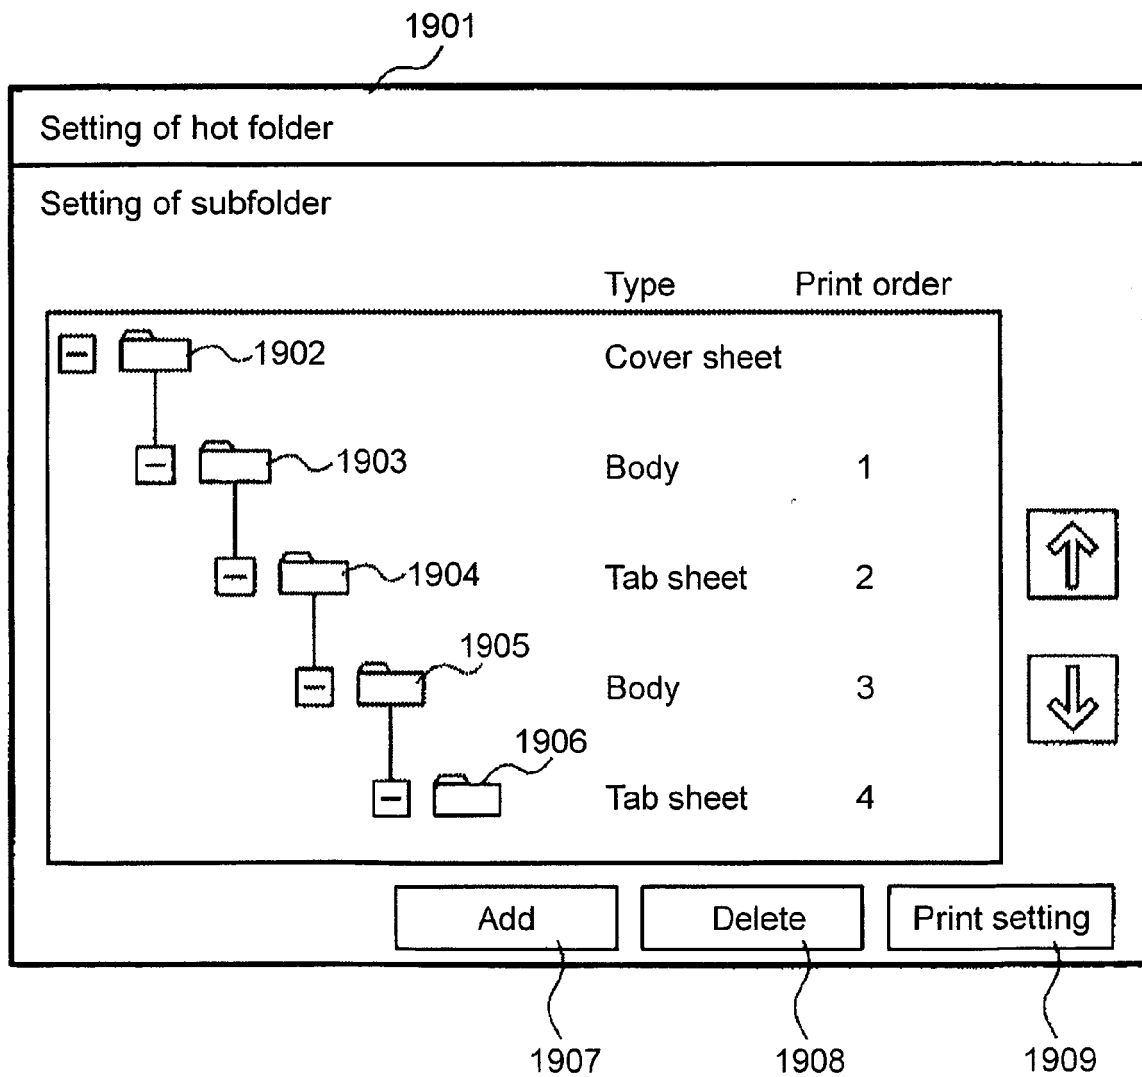 1901
Setting of hot folder
Setting of subfolder
Type Print order
1902 Cover sheet
1903 Body 1
1904 Tab sheet 2
1905 Body 3
1906 Tab sheet 4
Add Delete Print setting
1907 1908 1909